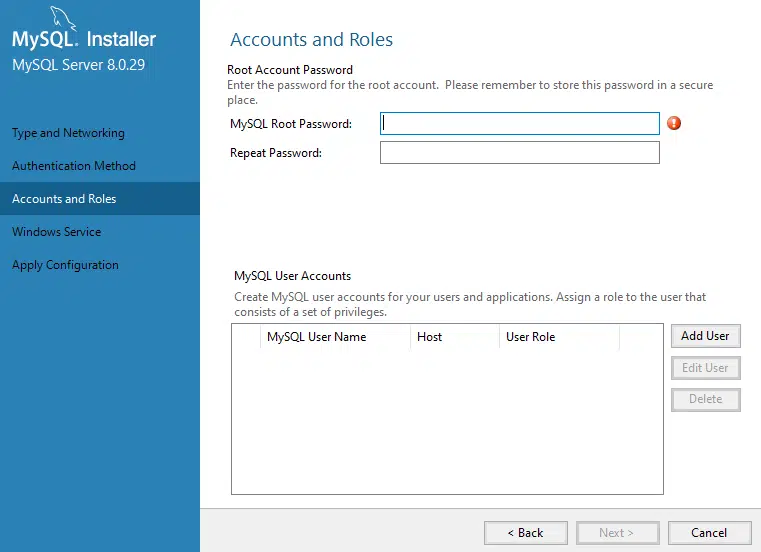 MySQL. Installer
MySQL Server 8.0.29
Type and Networking
Authentication Method
Accounts and Roles
Windows Service
Apply Configuration
Accounts and Roles
Root Account Password
Enter the password for the root account. Please remember to store this password in a secure
place.
MySQL Root Password:
Repeat Password:
MySQL User Accounts
Create MySQL user accounts for your users and applications. Assign a role to the user that
consists of a set of privileges.
MySQL User Name Host User Role
Add User
Edit User
Delete
< Back Next > Cancel